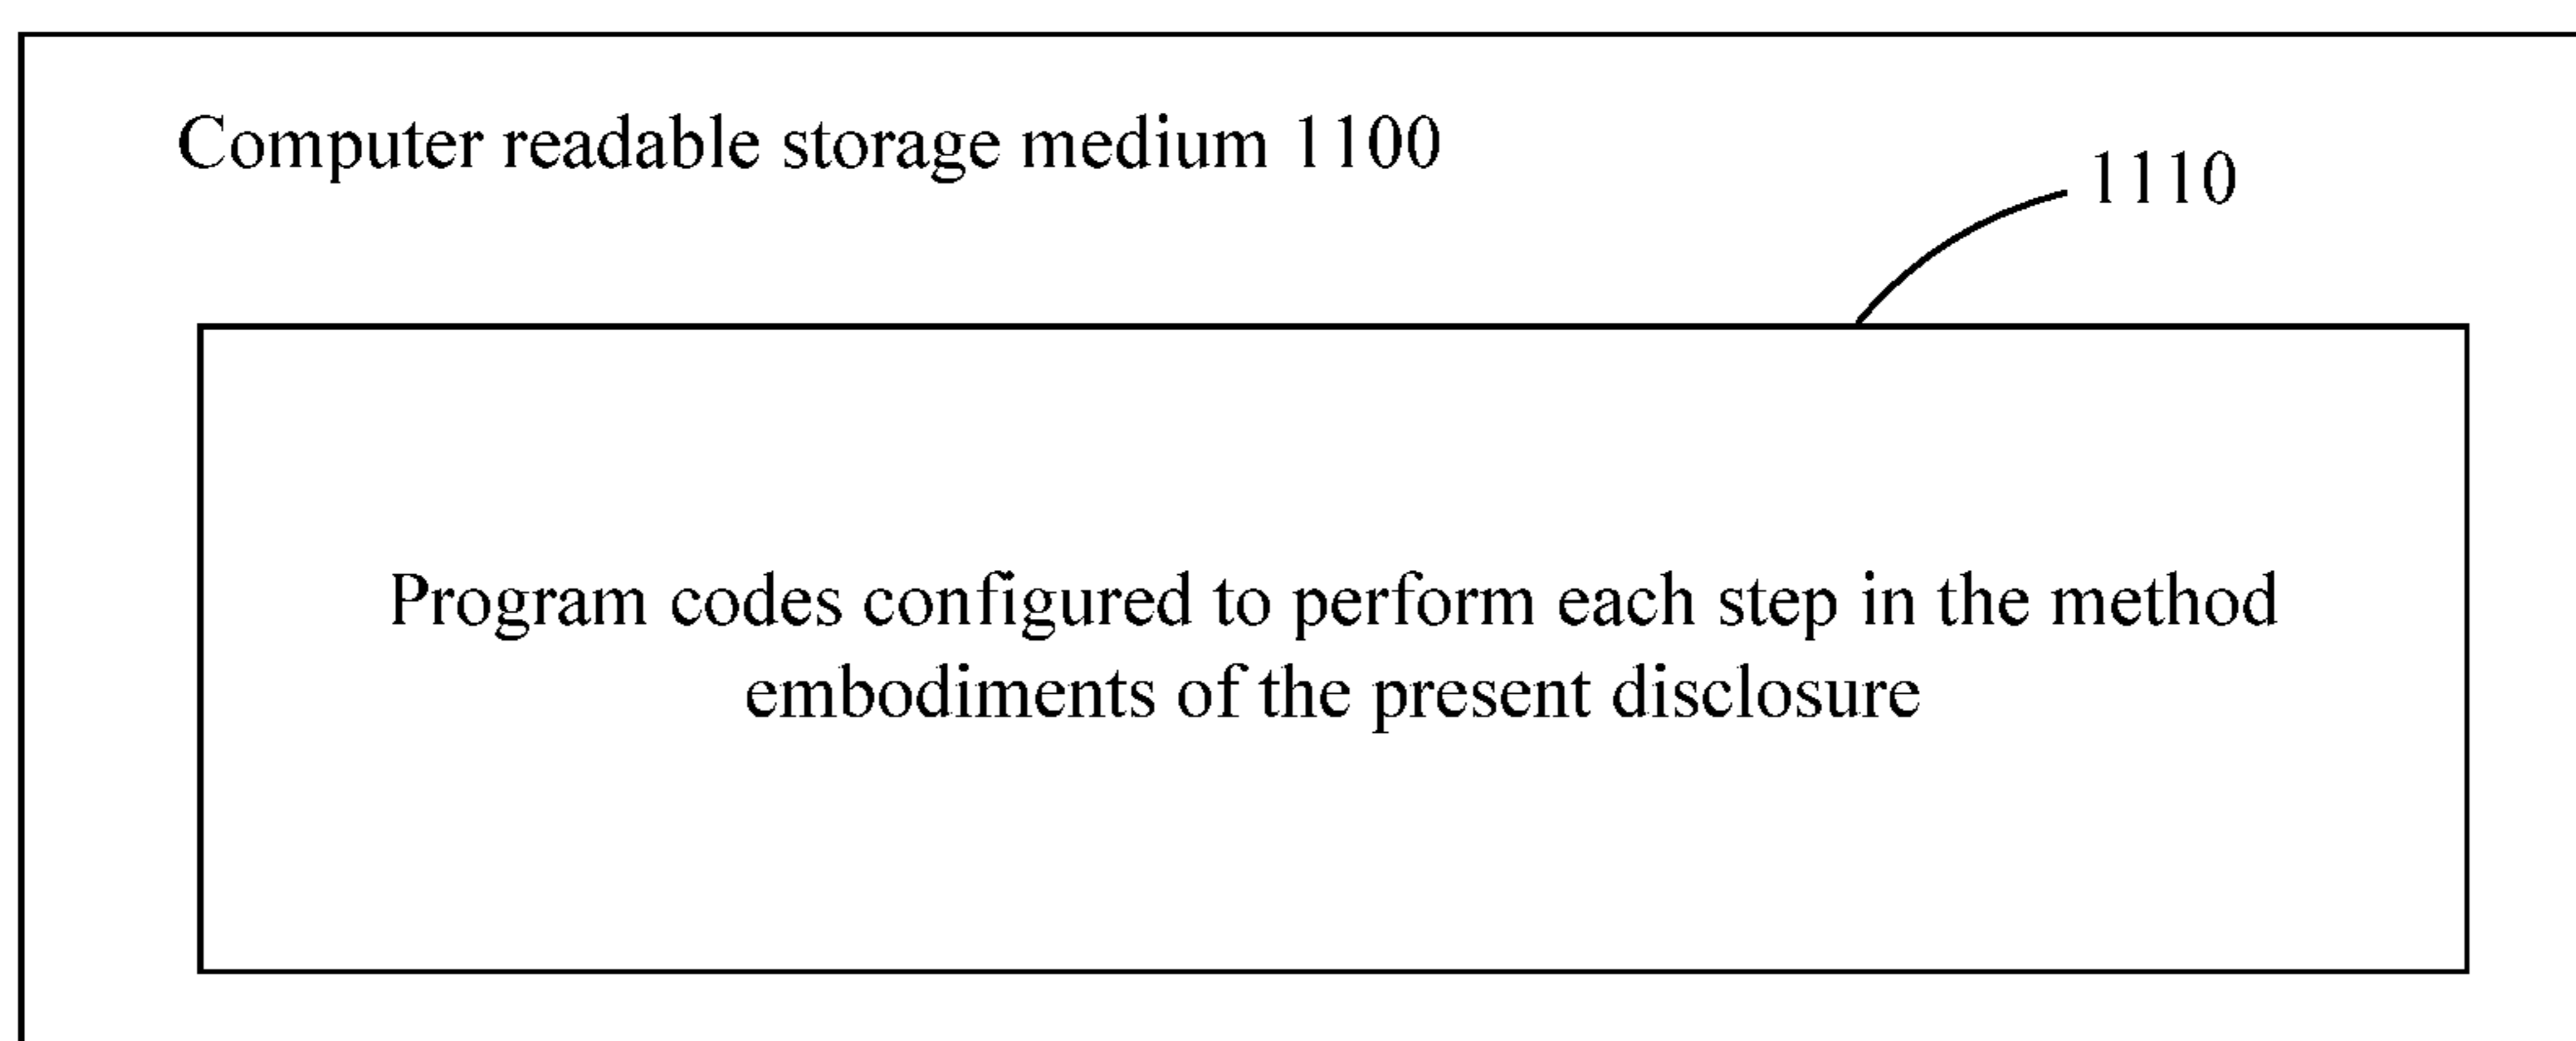 Computer readable storage medium 1100
1110
Program codes configured to perform each step in the method
embodiments of the present disclosure